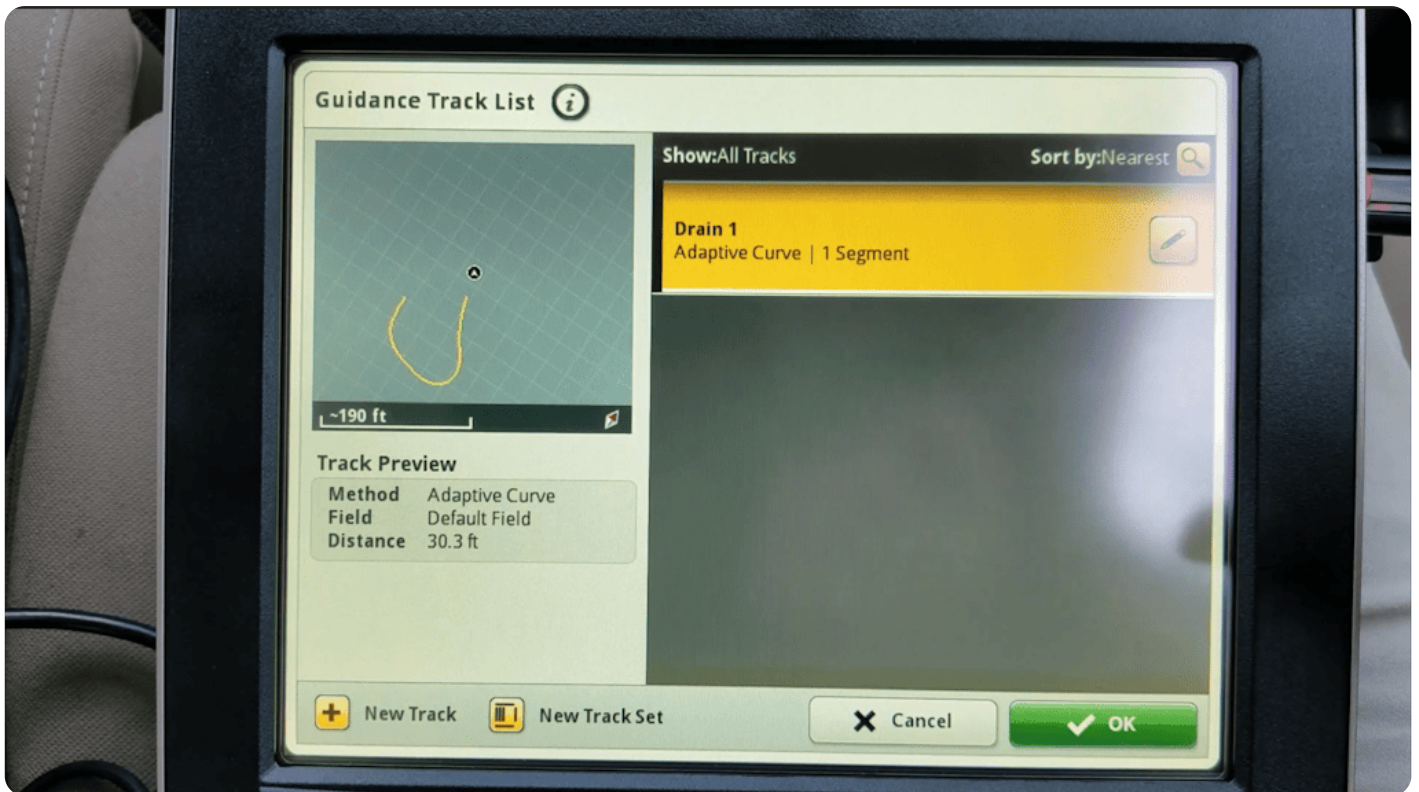 Guidance Track List
Show:All Tracks
Sort by:Nearest
Drain 1
Adaptive Curve | 1 Segment
~190 ft
Track Preview
Method Adaptive Curve
Field Default Field
Distance 30.3 ft
New Track
New Track Set
Cancel
OK